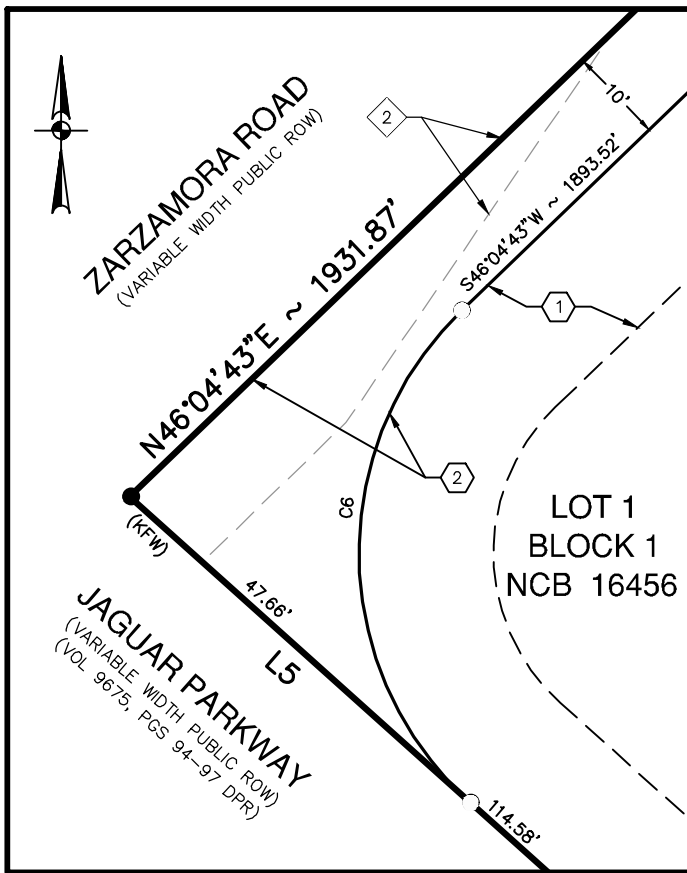 ZARZAMORA ROAD
(VARIABLE WIDTH PUBLIC ROW)
2
10'
N46°04'43"E ~ 1931.87'
S46°04'43"W ~ 1893.52'
1
2
C6
(KFW)
LOT 1
BLOCK 1
NCB 16456
47.66'
L5
JAGUAR PARKWAY
(VARIABLE WIDTH PUBLIC ROW)
(VOL 9675, PGS 94-97 DPR)
114.58'